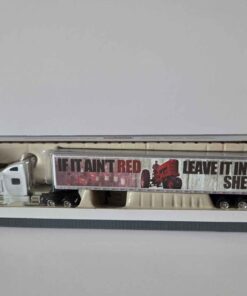 IF IT AIN'T RED LEAVE IT IN
SHE